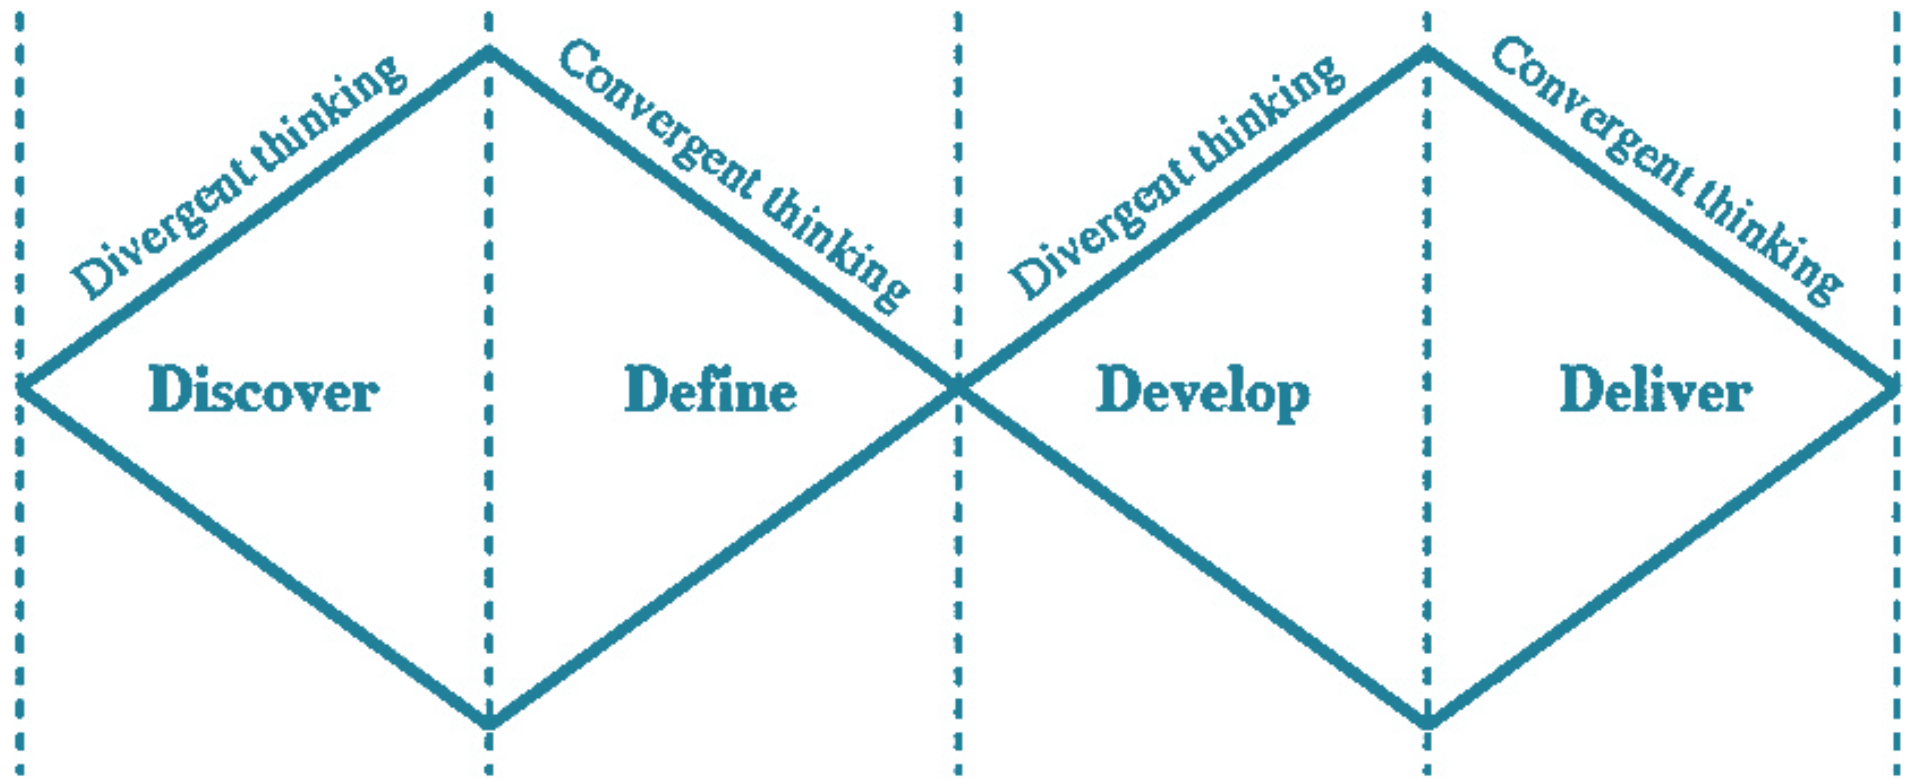 Divergent thinking
Convergent thinking
Divergent thinking
Convergent thinking
Discover
Define
Develop
Deliver